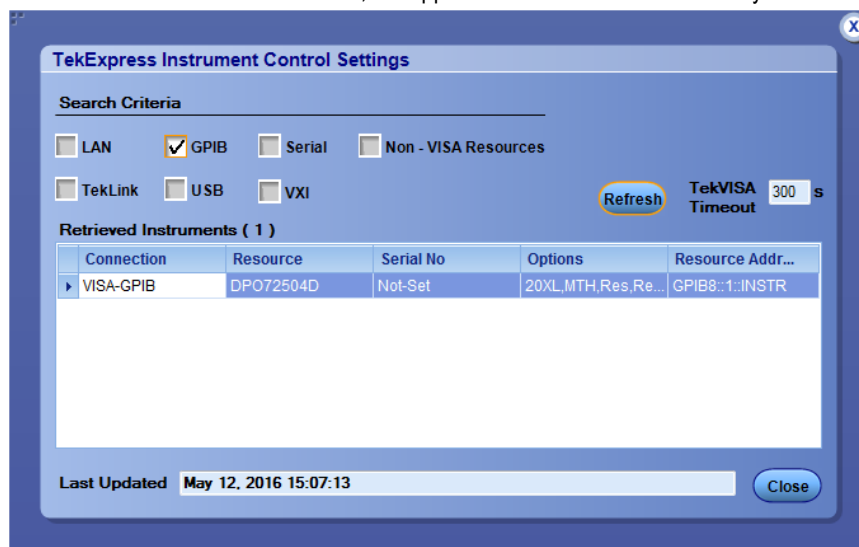 X
TekExpress Instrument Control Settings
Search Criteria
LAN GPIB Serial Non - VISA Resources
TekLink USB VXI
Refresh TekVISA Timeout 300 s
Retrieved Instruments ( 1 )
Connection Resource Serial No Options Resource Addr...
VISA-GPIB DPO72504D Not-Set 20XL,MTH,Res,Re... GPIB8::1::INSTR
Last Updated May 12, 2016 15:07:13 Close